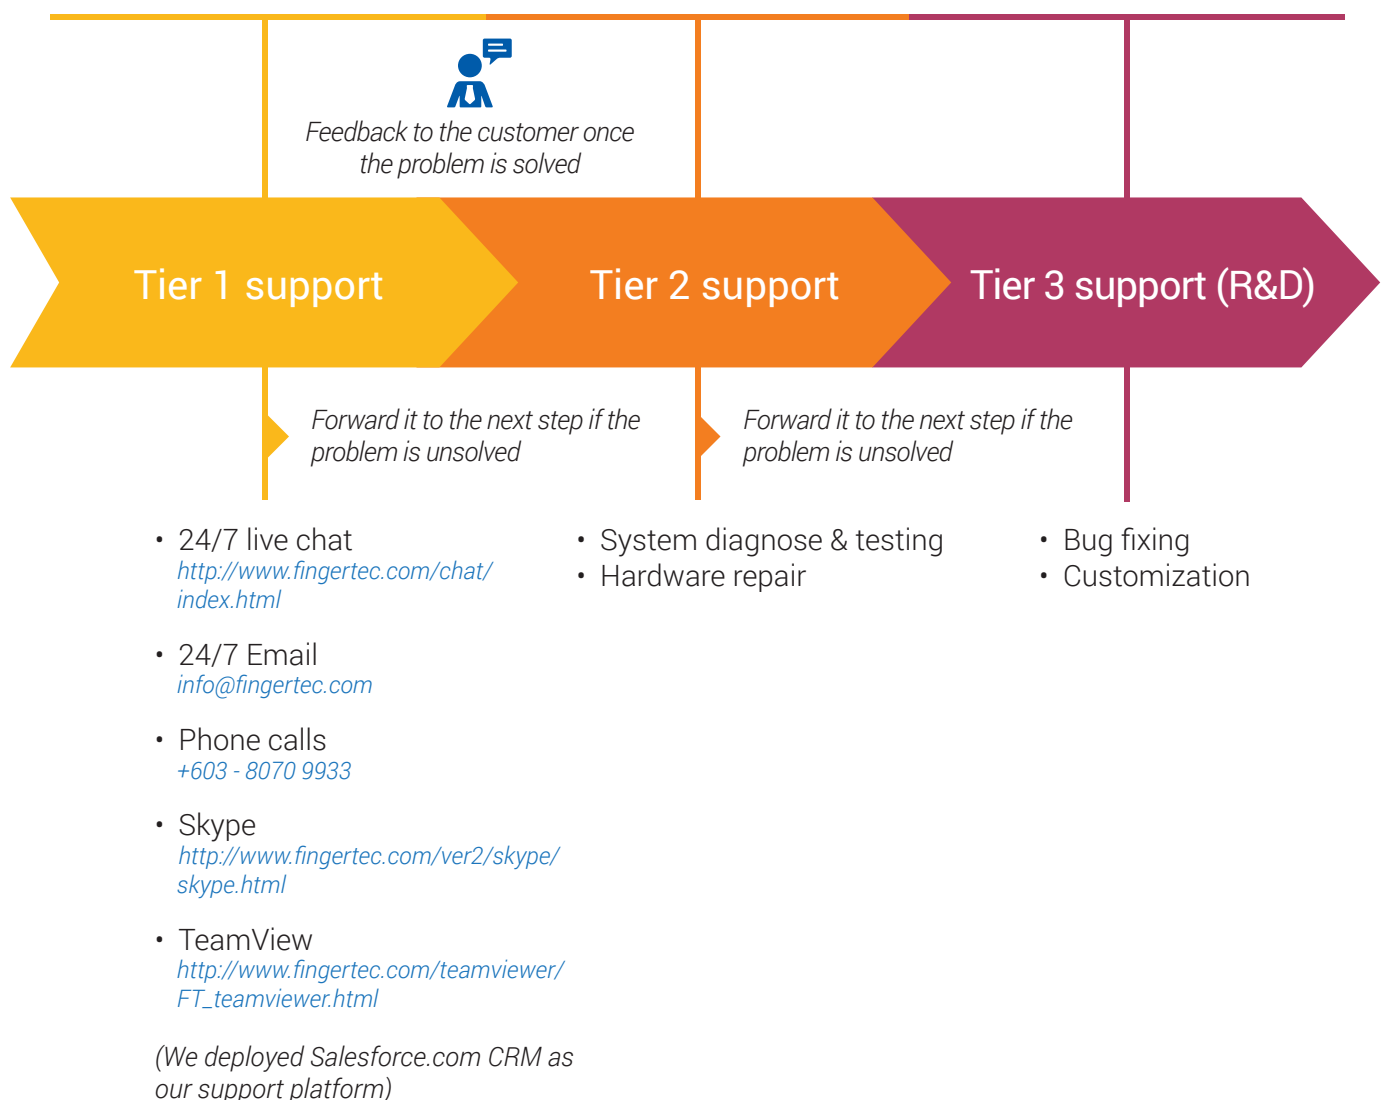 Feedback to the customer once
the problem is solved
Tier 1 support
Tier 2 support
Tier 3 support (R&D)
Forward it to the next step if the
problem is unsolved
Forward it to the next step if the
problem is unsolved
• 24/7 live chat
http://www.fingertec.com/chat/
index.html
• 24/7 Email
info@fingertec.com
• Phone calls
+603 - 8070 9933
• Skype
http://www.fingertec.com/ver2/skype/
skype.html
• TeamView
http://www.fingertec.com/teamviewer/
FT_teamviewer.html
(We deployed Salesforce.com CRM as
our support platform)
• System diagnose & testing
• Hardware repair
• Bug fixing
• Customization